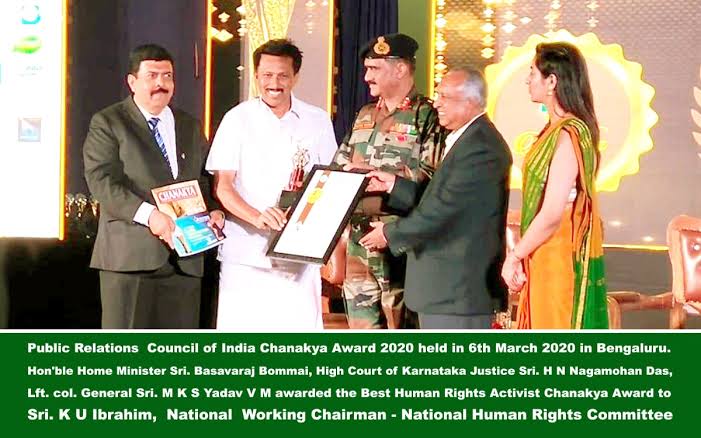 CHANAKYA
Public Relations Council of India Chanakya Award 2020 held in 6th March 2020 in Bengaluru.
Hon'ble Home Minister Sri. Basavaraj Bommai, High Court of Karnataka Justice Sri. H N Nagamohan Das,
Lft. col. General Sri. M K S Yadav V M awarded the Best Human Rights Activist Chanakya Award to
Sri. K U Ibrahim, National Working Chairman - National Human Rights Committee